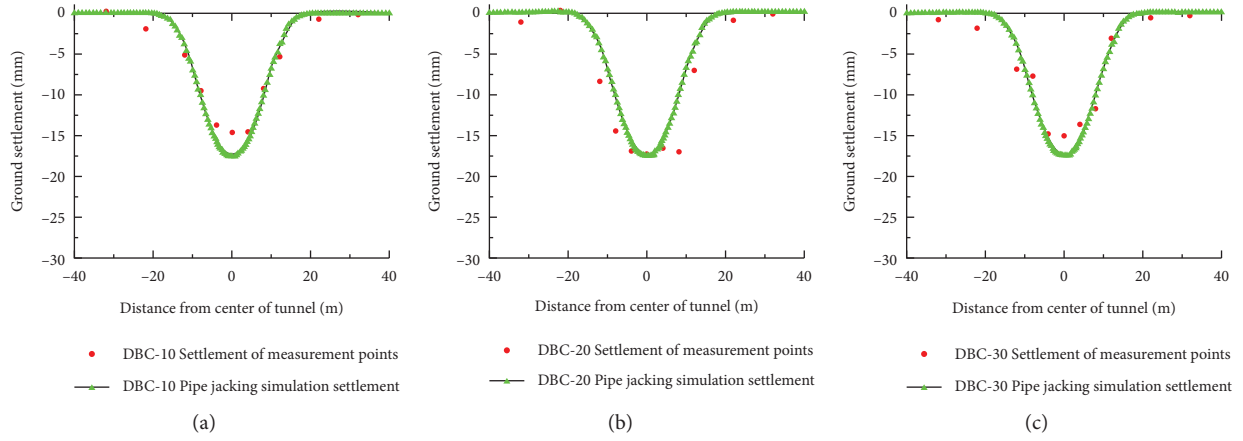 0
−5
−10
−15
−20
−25
−30
Ground settlement (mm)
−40 −20 0 20 40
Distance from center of tunnel (m)
DBC-10 Settlement of measurement points
DBC-10 Pipe jacking simulation settlement
(a)
0
−5
−10
−15
−20
−25
−30
Ground settlement (mm)
−40 −20 0 20 40
Distance from center of tunnel (m)
DBC-20 Settlement of measurement points
DBC-20 Pipe jacking simulation settlement
(b)
0
−5
−10
−15
−20
−25
−30
Ground settlement (mm)
−40 −20 0 20 40
Distance from center of tunnel (m)
DBC-30 Settlement of measurement points
DBC-30 Pipe jacking simulation settlement
(c)